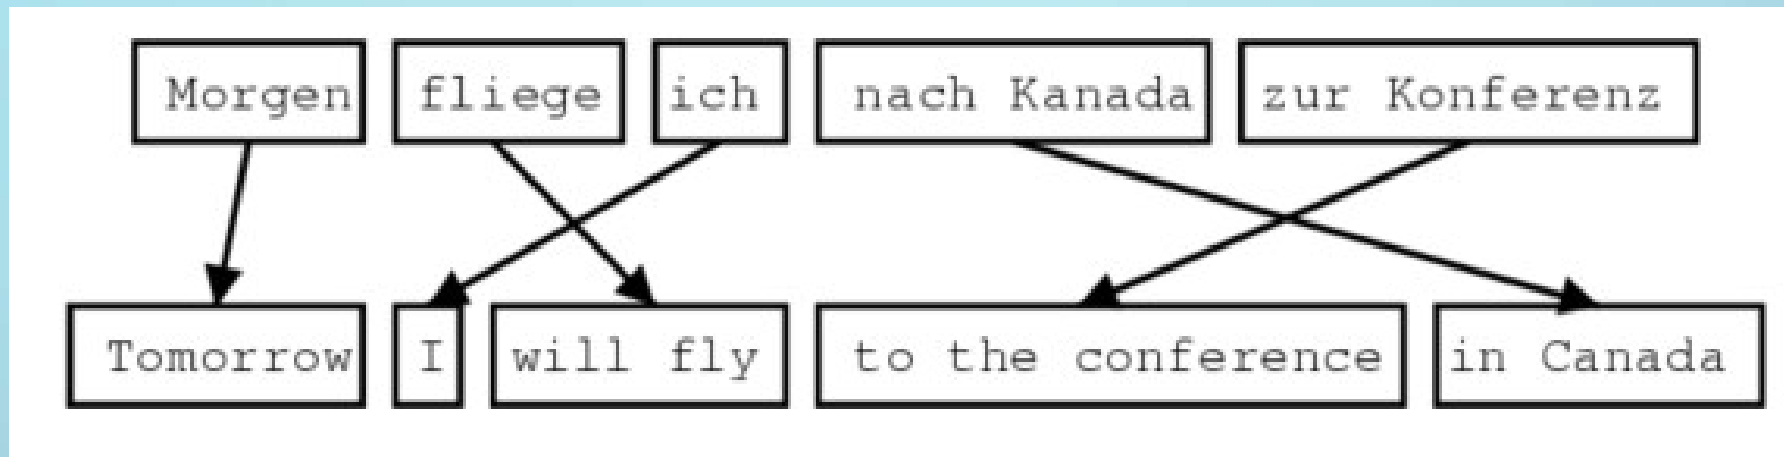 Morgen fliege ich nach Kanada zur Konferenz
Tomorrow I will fly to the conference in Canada